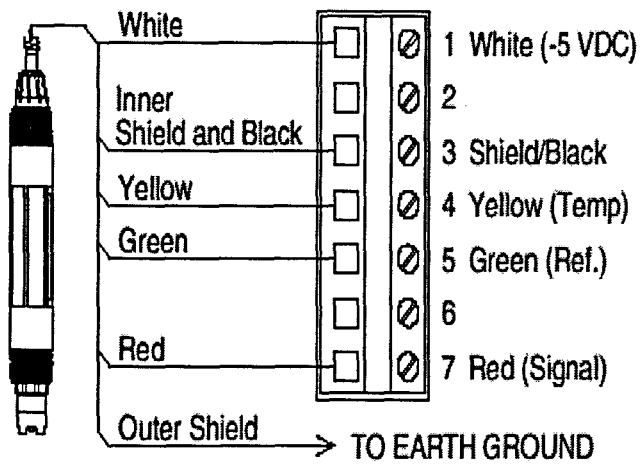 White
1 White (-5 VDC)
2
Inner
Shield and Black
3 Shield/Black
Yellow
4 Yellow (Temp)
Green
5 Green (Ref.)
6
Red
7 Red (Signal)
Outer Shield
TO EARTH GROUND